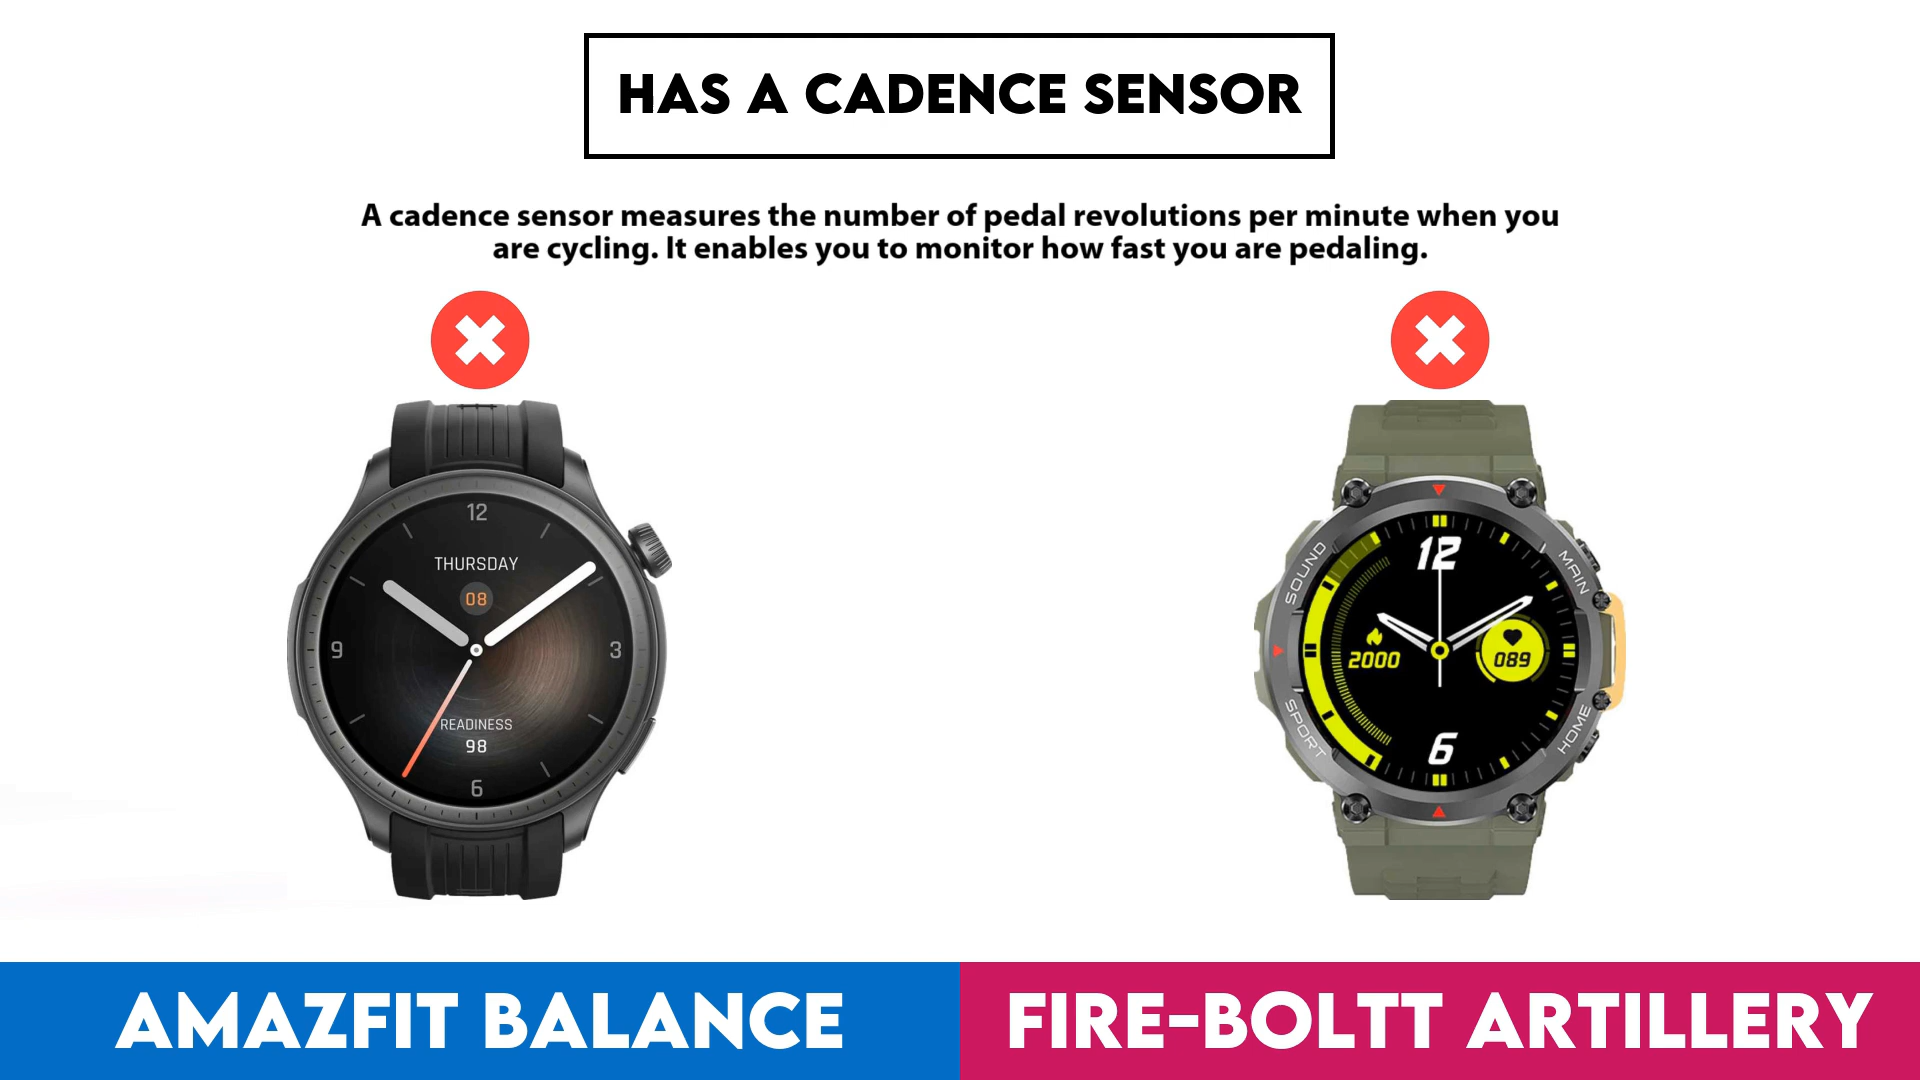 HAS A CADENCE SENSOR
A cadence sensor measures the number of pedal revolutions per minute when you
are cycling. It enables you to monitor how fast you are pedaling.
12
THURSDAY
08
9
3
READINESS
98
6
SOUND
MAIN
12
2000
089
SPORT
HOME
6
AMAZFIT BALANCE
FIRE-BOLTT ARTILLERY